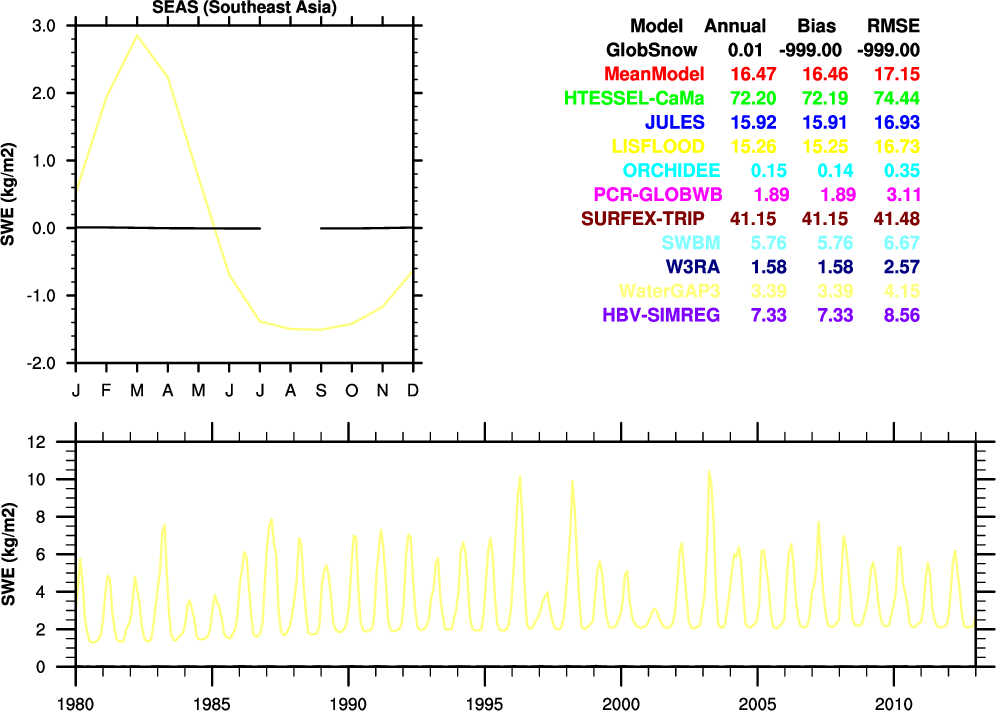 SEAS (Southeast Asia)
3.0
2.0
1.0
0.0
-1.0
-2.0
SWE (kg/m2)
J F M A M J J A S O N D
Model Annual Bias RMSE
GlobSnow 0.01 -999.00 -999.00
MeanModel 16.47 16.46 17.15
HTESSEL-CaMa 72.20 72.19 74.44
JULES 15.92 15.91 16.93
LISFLOOD 15.26 15.25 16.73
ORCHIDEE 0.15 0.14 0.35
PCR-GLOBWB 1.89 1.89 3.11
SURFEX-TRIP 41.15 41.15 41.48
SWBM 5.76 5.76 6.67
W3RA 1.58 1.58 2.57
WaterGAP3 3.39 3.39 4.15
HBV-SIMREG 7.33 7.33 8.56
12
10
8
6
4
2
0
SWE (kg/m2)
1980 1985 1990 1995 2000 2005 2010